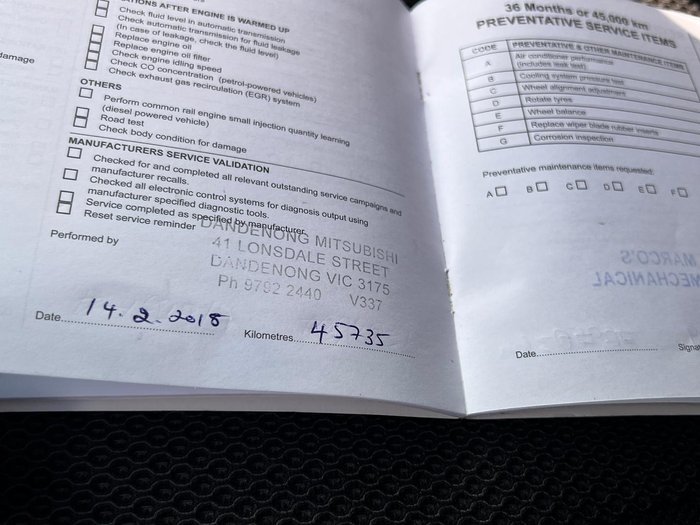 damage
ATIONS AFTER ENGINE IS WARMED UP
Check fluid level in automatic transmission
Check automatic transmission for fluid leakage
(In case of leakage, check the fluid level)
Replace engine oil
Replace engine oil filter
Check engine idling speed
Check CO concentration (petrol-powered vehicles)
Check exhaust gas recirculation (EGR) system
OTHERS
Perform common rail engine small injection quantity learning
(diesel powered vehicle)
Road test
Check body condition for damage
MANUFACTURERS SERVICE VALIDATION
Checked for and completed all relevant outstanding service campaigns and
manufacturer recalls.
Checked all electronic control systems for diagnosis output using
manufacturer specified diagnostic tools.
Service completed as specified by manufacturer.
Reset service reminder
Performed by
DANDENONG MITSUBISHI
41 LONSDALE STREET
DANDENONG VIC 3175
Ph 9792 2440 V337
Date 14.2.2018 Kilometres 45735
36 Months or 45,000 km
PREVENTATIVE SERVICE ITEMS
CODE PREVENTATIVE & OTHER MAINTENANCE ITEMS
A Air conditioner performance
(includes leak test)
B Cooling system pressure test
C Wheel alignment adjustment
D Rotate tyres
E Wheel balance
F Replace wiper blade rubber inserts
G Corrosion inspection
Preventative maintenance items requested:
A B C D E F
MARCO'S
MECHANICAL
Date
Signat